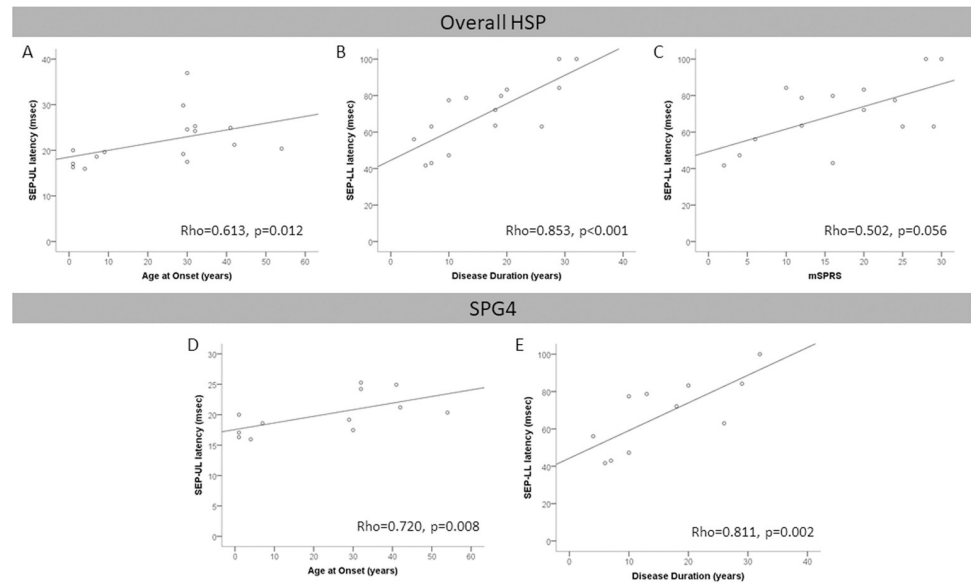 Overall HSP
A
SEP-UL latency (msec)
40
30
20
10
0
0 10 20 30 40 50 60
Age at Onset (years)
Rho=0.613, p=0.012
B
SEP-LL latency (msec)
100
80
60
40
20
0
0 10 20 30 40
Disease Duration (years)
Rho=0.853, p<0.001
C
SEP-LL latency (msec)
100
80
60
40
20
0
0 5 10 15 20 25 30
mSPRS
Rho=0.502, p=0.056
SPG4
D
SEP-UL latency (msec)
30
25
20
15
10
5
0
0 10 20 30 40 50 60
Age at Onset (years)
Rho=0.720, p=0.008
E
SEP-LL latency (msec)
100
80
60
40
20
0
0 10 20 30 40
Disease Duration (years)
Rho=0.811, p=0.002